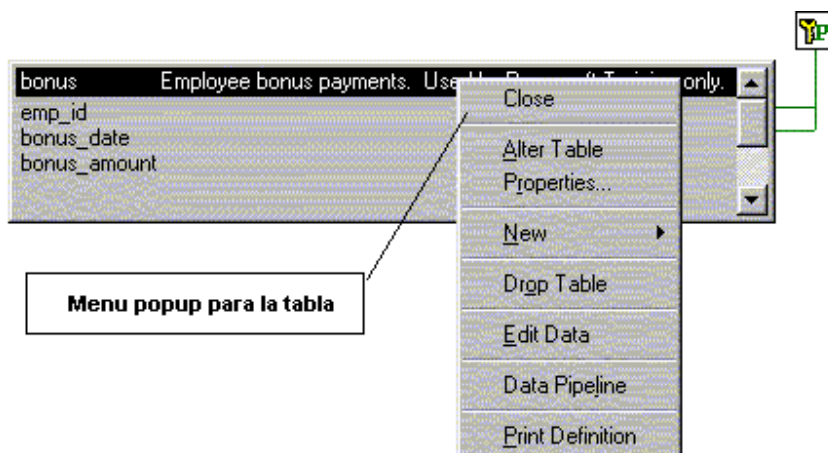 P
bonus Employee bonus payments. Use only.
emp_id
bonus_date
bonus_amount
Close
Alter Table
Properties...
New
Drop Table
Edit Data
Data Pipeline
Print Definition
Menu popup para la tabla